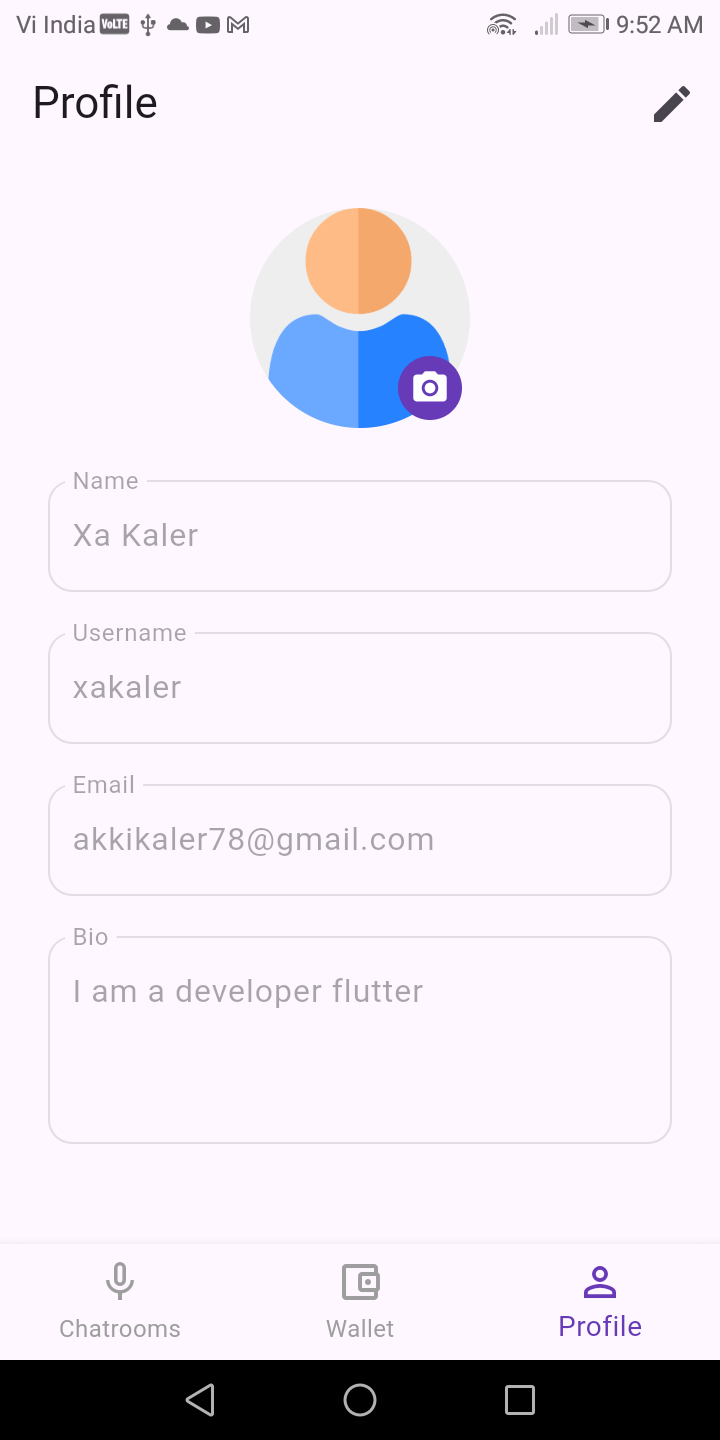 Vi India VoLTE 9:52 AM
Profile
Name
Xa Kaler
Username
xakaler
Email
akkikaler78@gmail.com
Bio
I am a developer flutter
Chatrooms Wallet Profile